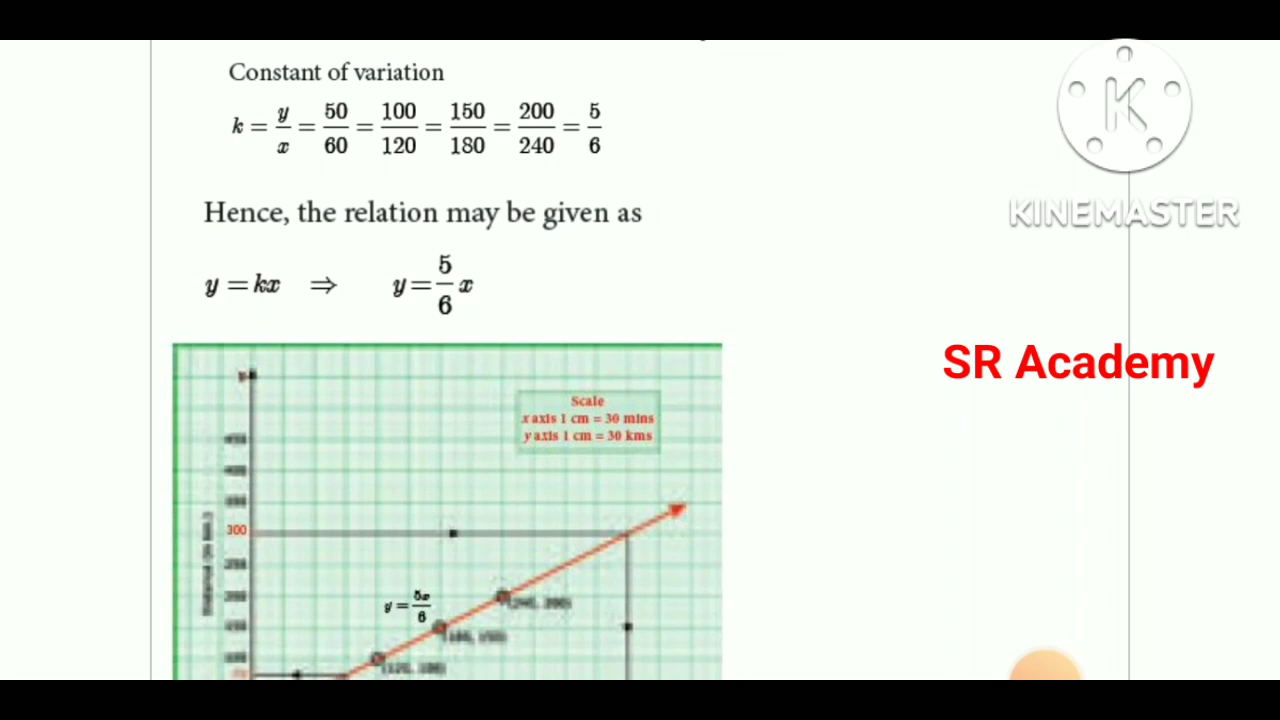 Constant of variation
k = y/x = 50/60 = 100/120 = 150/180 = 200/240 = 5/6
KINEMASTER
Hence, the relation may be given as
y = kx ⇒ y = 5/6 x
SR Academy
Scale
x axis 1 cm = 30 mins
y axis 1 cm = 30 kms
300
y = 5x/6